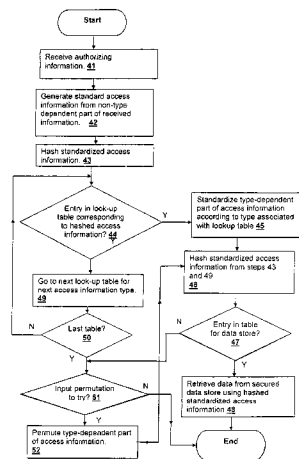 Start
Receive authorizing
information. 41
Generate standard access
information from non-type
dependent part of received
information. 42
Hash standardized access
information. 43
Entry in look-up
table corresponding
to hashed access
information? 44
Y
Y
Standardize type-dependent
part of access information
according to type associated
with lookup table 45
N
Go to next look-up table for
next access information type.
49
Hash standardized access
information from steps 43
and 49
46
N
Last table?
50
Y
N
Entry in table
for data store?
47
Y
Input permutation
to try? 51
N
Y
Retrieve data from secured
data store using hashed
standardized access
information 48
Permute type-dependent
part of access information.
52
End